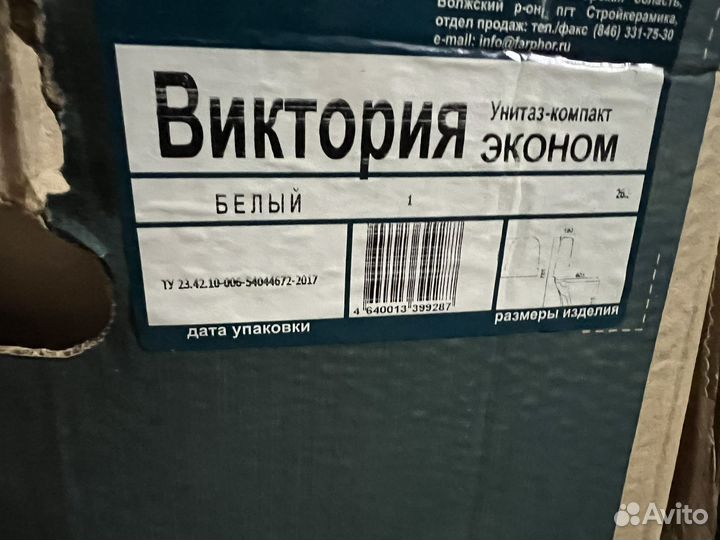 область,
Волжский р-он, пгт Стройкерамика,
отдел продаж: тел./факс (846) 331-75-30
e-mail: info@farphor.ru
Виктория Унитаз-компакт
ЭКОНОМ
БЕЛЫЙ 1
ТУ 23.42.10-006-54044672-2017
4 640013 399287
дата упаковки размеры изделия
Avito